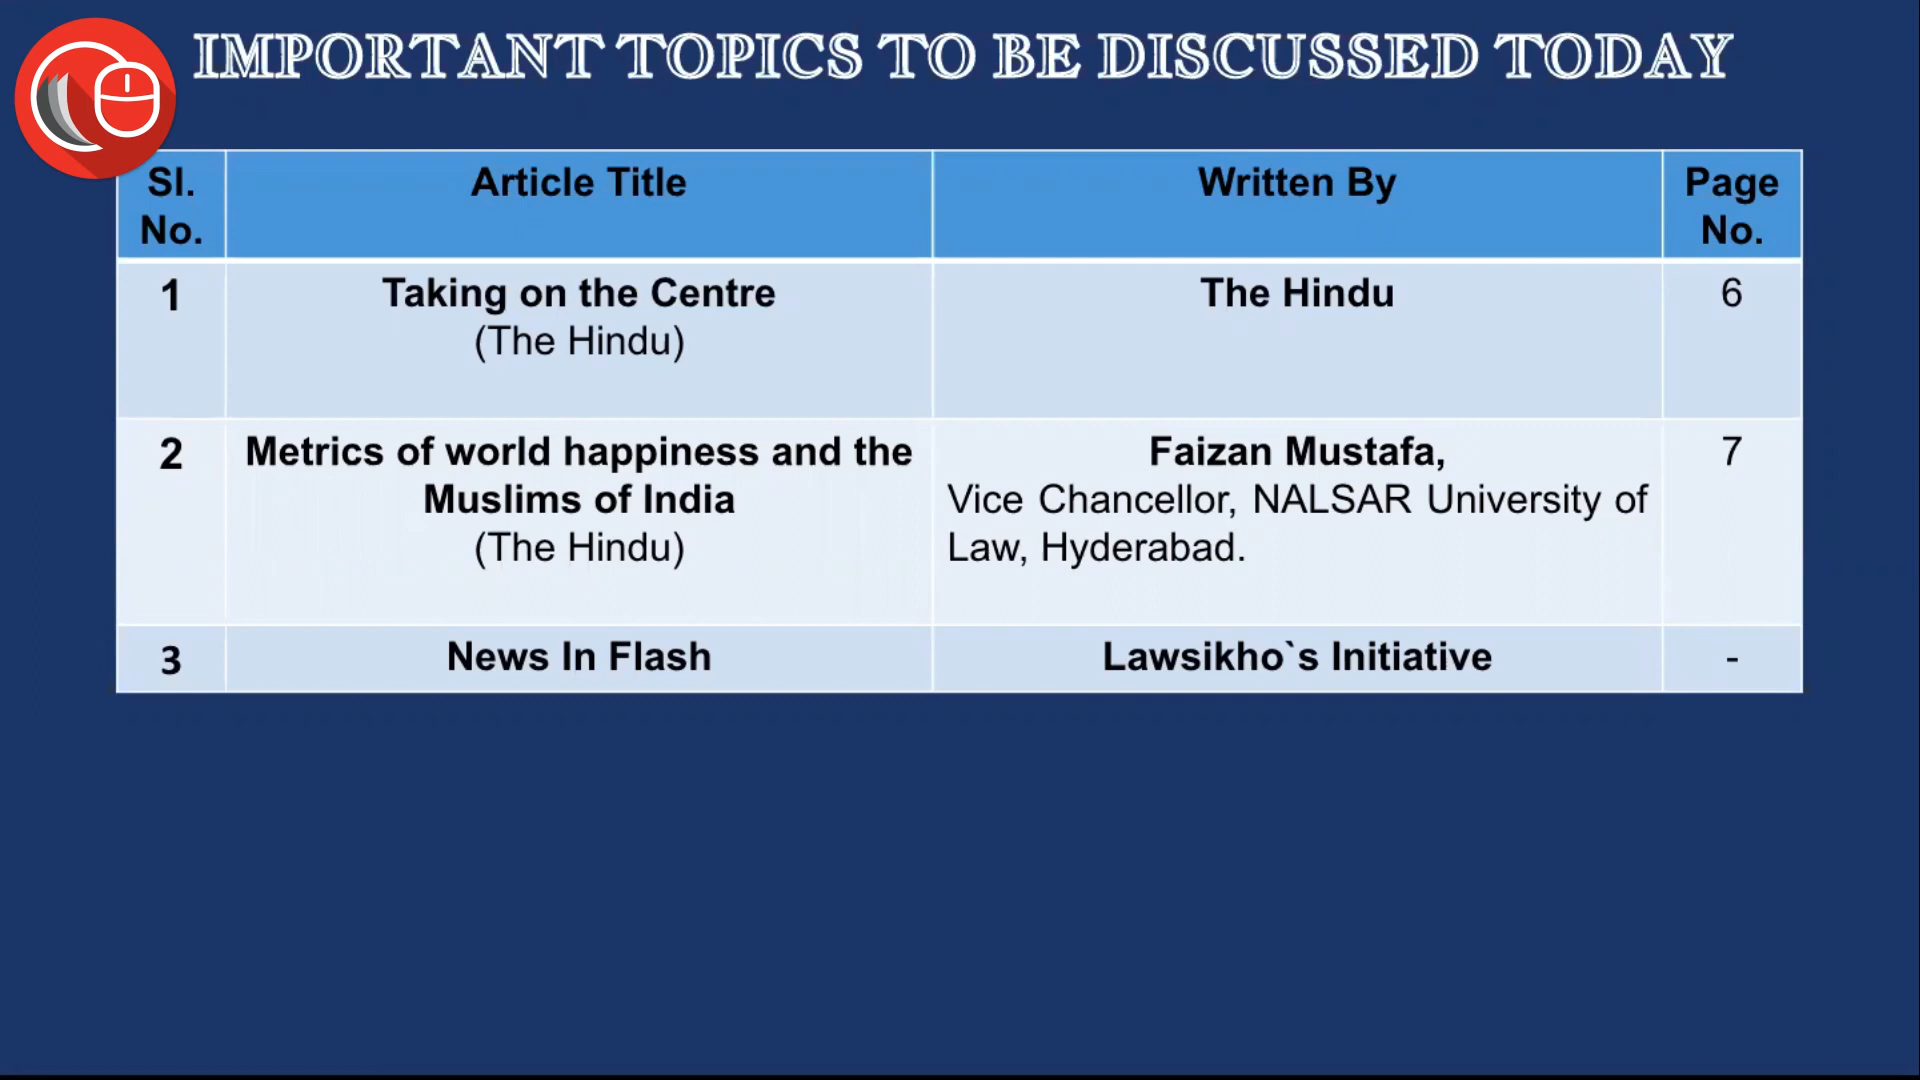 IMPORTANT TOPICS TO BE DISCUSSED TODAY
Sl. No.
Article Title
Written By
Page No.
1
Taking on the Centre
(The Hindu)
The Hindu
6
2
Metrics of world happiness and the
Muslims of India
(The Hindu)
Faizan Mustafa,
Vice Chancellor, NALSAR University of
Law, Hyderabad.
7
3
News In Flash
Lawsikho`s Initiative
-